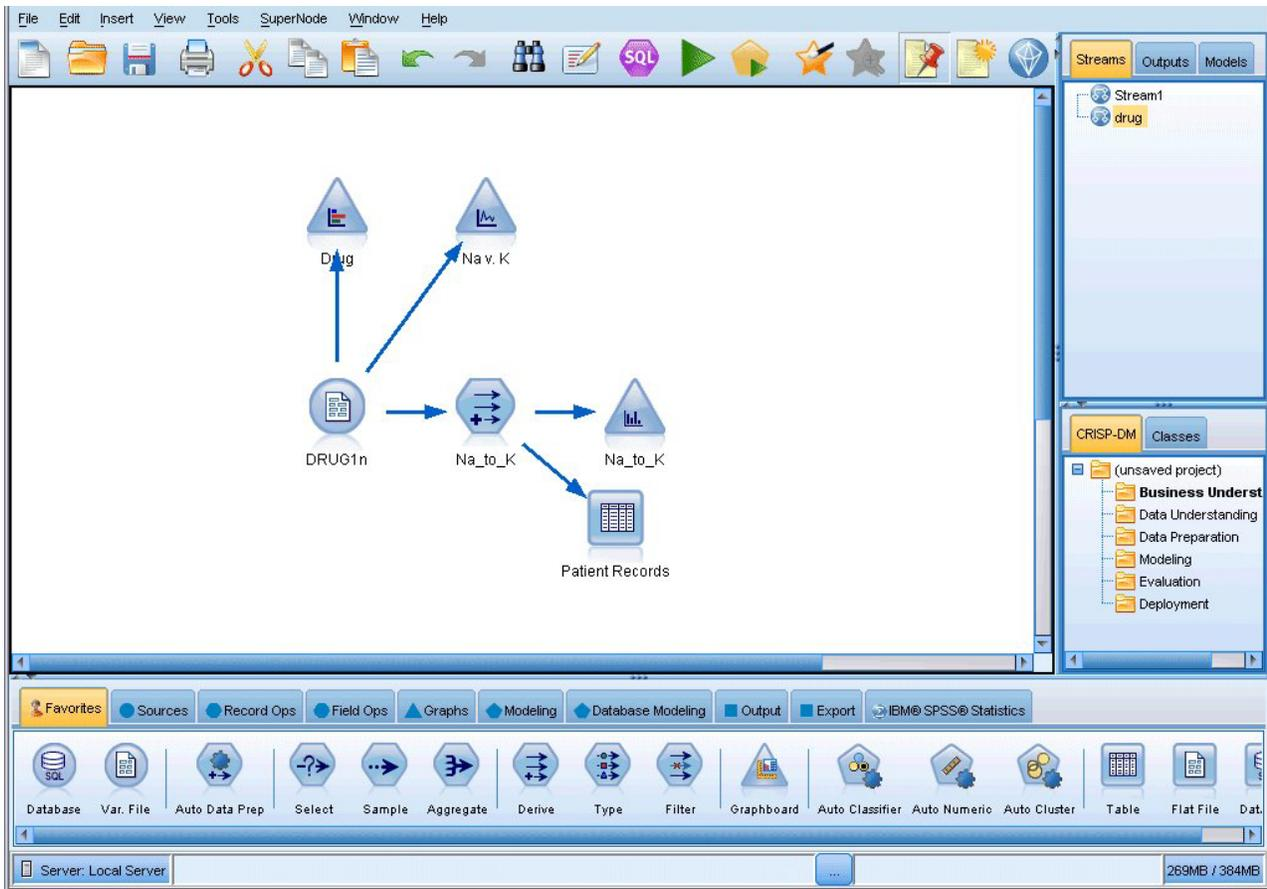 File Edit Insert View Tools SuperNode Window Help
SQL
Streams Outputs Models
Stream1
drug
Drug
Na v. K
DRUG1n
Na_to_K
Na_to_K
Patient Records
CRISP-DM Classes
(unsaved project)
Business Underst
Data Understanding
Data Preparation
Modeling
Evaluation
Deployment
Favorites Sources Record Ops Field Ops Graphs Modeling Database Modeling Output Export IBM® SPSS® Statistics
SQL
Database Var. File Auto Data Prep Select Sample Aggregate Derive Type Filter Graphboard Auto Classifier Auto Numeric Auto Cluster Table Flat File Dat.
Server: Local Server ... 269MB / 384MB